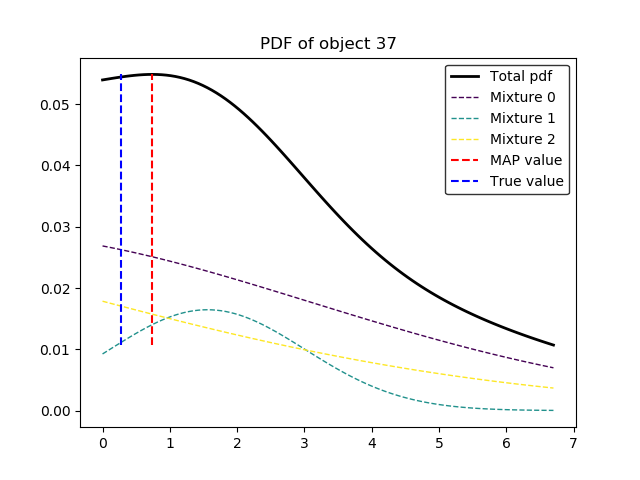 PDF of object 37
Total pdf
Mixture 0
Mixture 1
Mixture 2
MAP value
True value
0.05
0.04
0.03
0.02
0.01
0.00
0 1 2 3 4 5 6 7